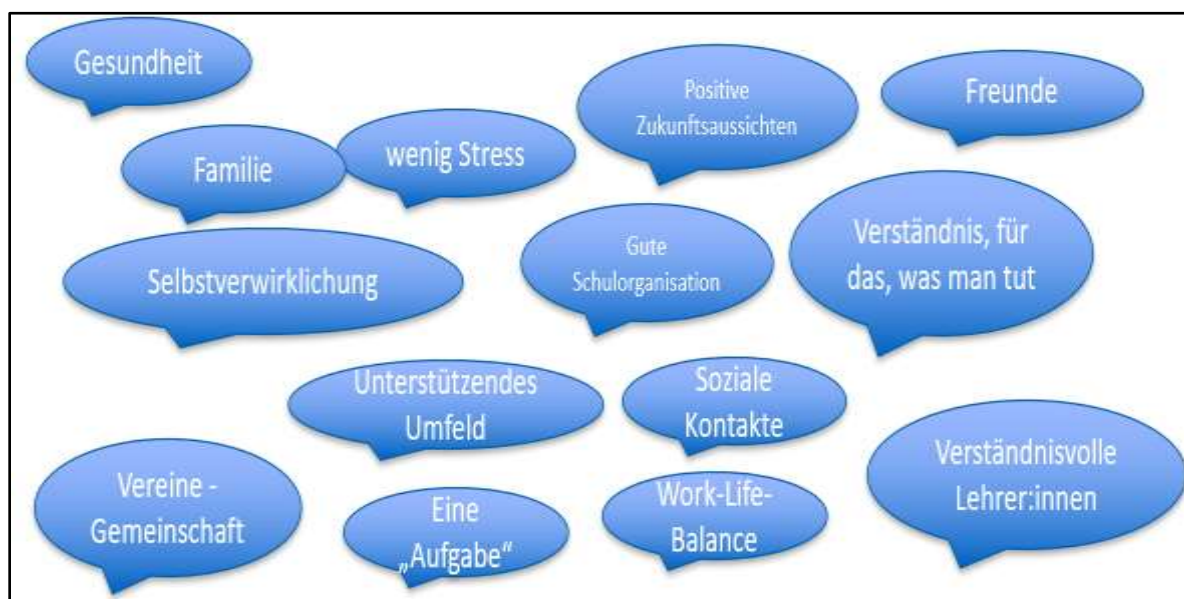 Gesundheit
Positive
Zukunftsaussichten
Freunde
Familie
wenig Stress
Selbstverwirklichung
Gute
Schulorganisation
Verständnis, für
das, was man tut
Unterstützendes
Umfeld
Soziale
Kontakte
Vereine -
Gemeinschaft
Eine
„Aufgabe“
Work-Life-
Balance
Verständnisvolle
Lehrer:innen